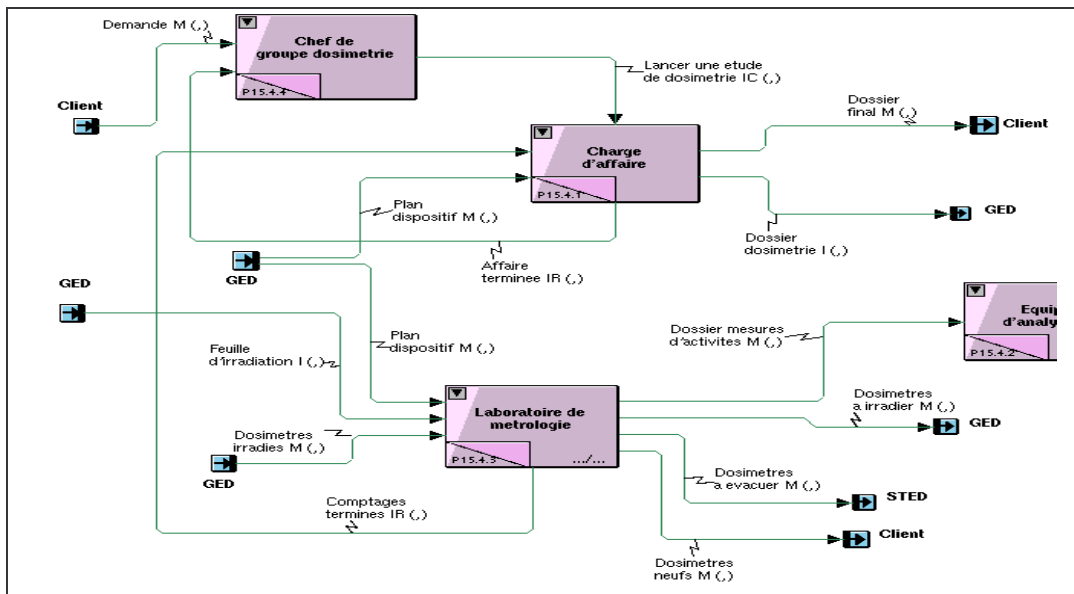 Demande M (,)
Chef de
groupe dosimetrie
P15.4.4
Lancer une etude
de dosimetrie IC (,)
Client
Dossier
final M (,)
Client
Charge
d'affaire
P15.4.1
Plan
dispositif M (,)
GED
Dossier
dosimetrie I (,)
Affaire
terminee IR (,)
GED
GED
Equip
d'analy
P15.4.2
Dossier mesures
d'activites M (,)
Plan
dispositif M (,)
Feuille
d'irradiation I (,)
Laboratoire de
metrologie
P15.4.3
.../...
Dosimetres
a irradier M (,)
GED
Dosimetres
irradies M (,)
GED
Dosimetres
a evacuer M (,)
STED
Comptages
termines IR (,)
Client
Dosimetres
neufs M (,)